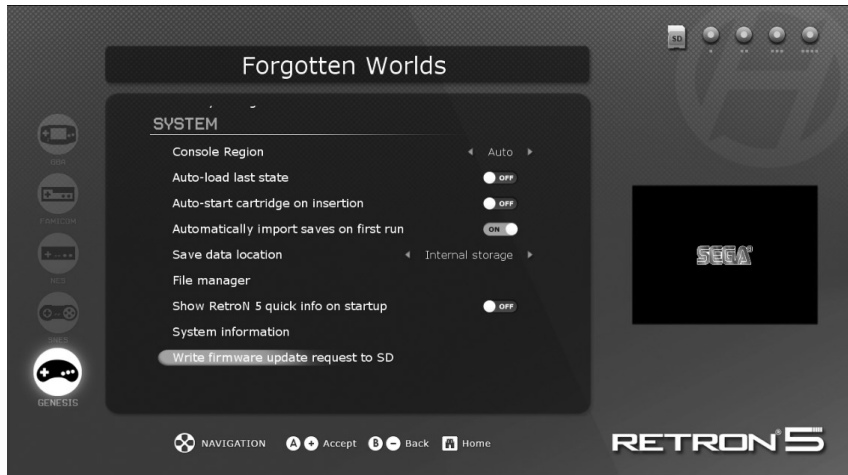 SD
Forgotten Worlds
SYSTEM
Console Region Auto
Auto-load last state OFF
Auto-start cartridge on insertion OFF
Automatically import saves on first run ON
Save data location Internal storage
File manager
Show RetroN 5 quick info on startup OFF
System information
Write firmware update request to SD
GBA
FAMICOM
NES
SNES
GENESIS
SEGA
NAVIGATION A + Accept B - Back Home
RETRON 5